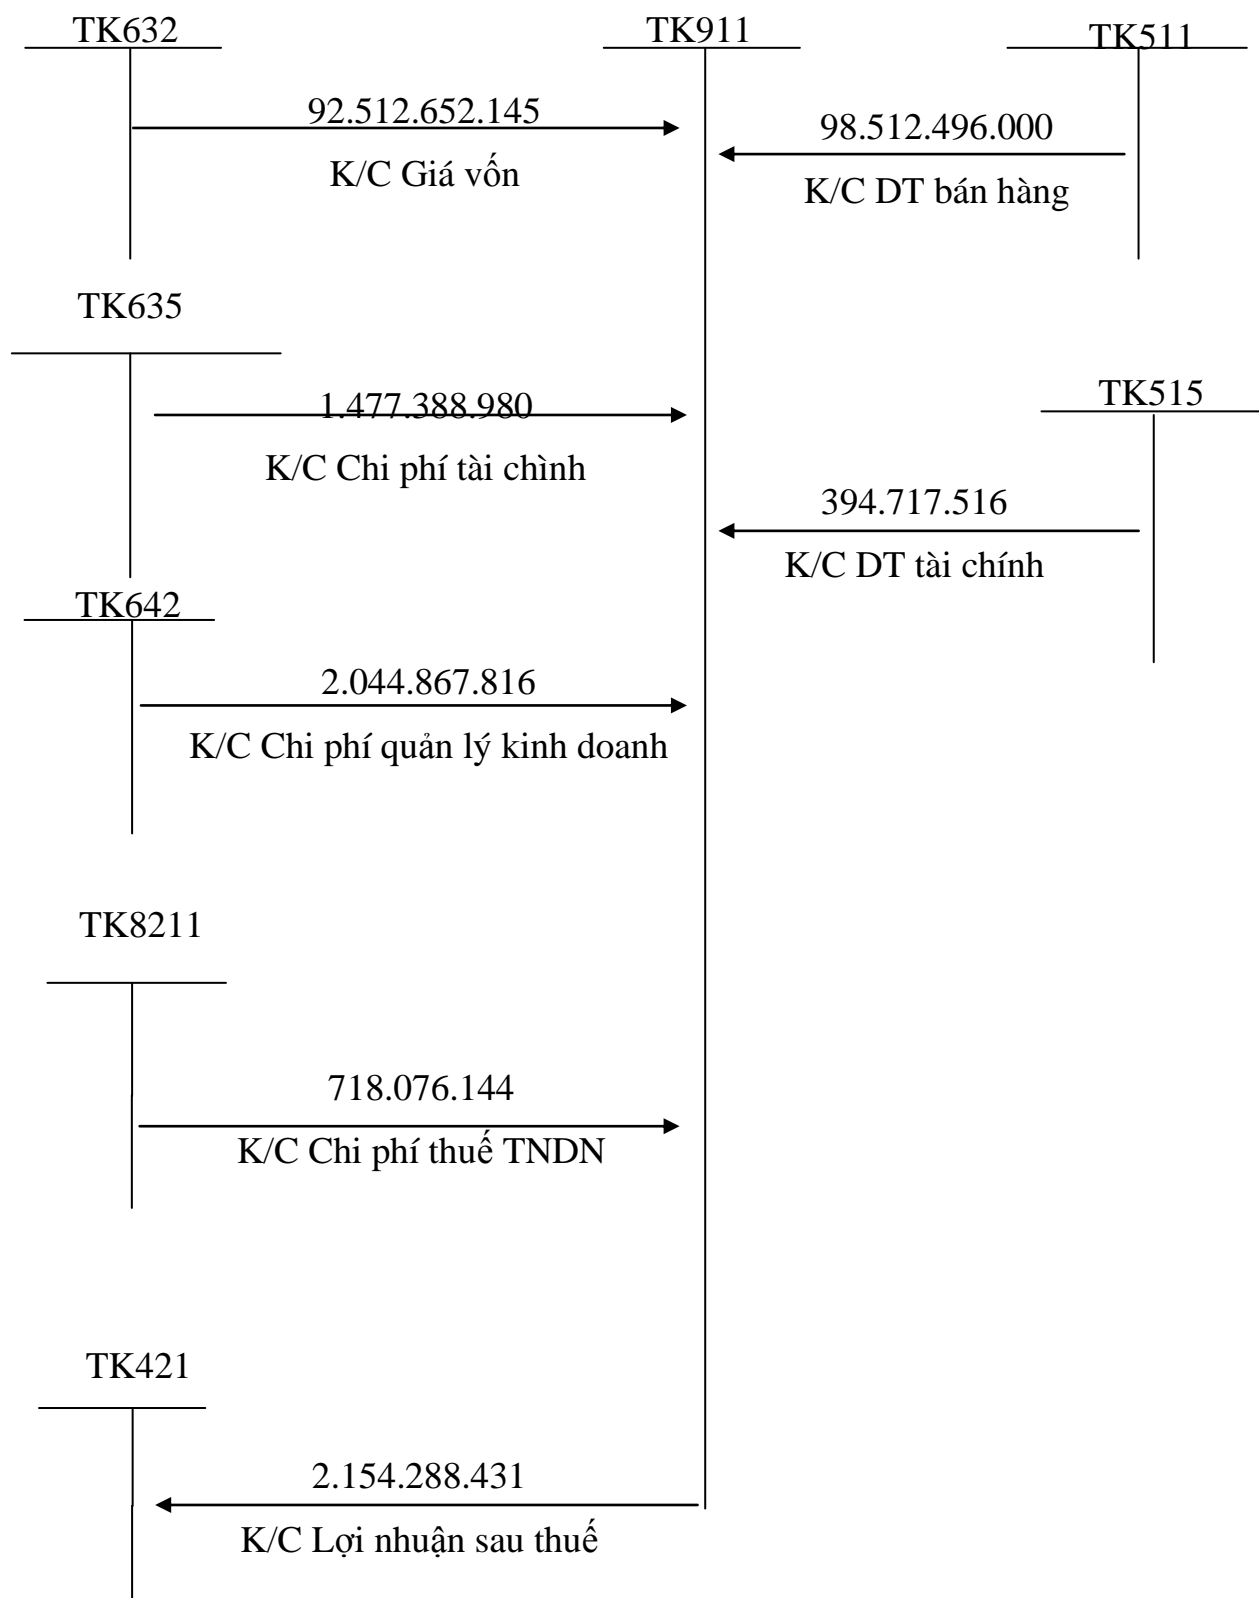 TK632
TK911
TK511
92.512.652.145
K/C Giá vốn
98.512.496.000
K/C DT bán hàng
TK635
1.477.388.980
K/C Chi phí tài chình
TK515
394.717.516
K/C DT tài chính
TK642
2.044.867.816
K/C Chi phí quản lý kinh doanh
TK8211
718.076.144
K/C Chi phí thuế TNDN
TK421
2.154.288.431
K/C Lợi nhuận sau thuế